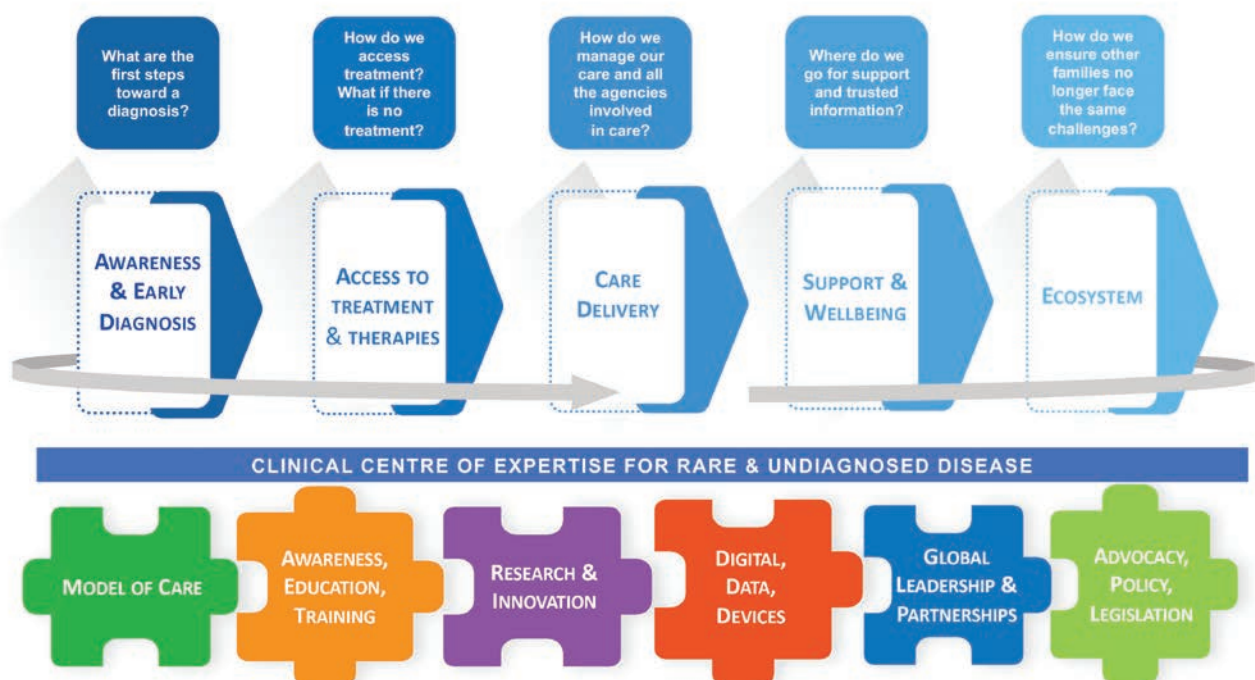 What are the
first steps
toward a
diagnosis?
How do we
access
treatment?
What if there
is no
treatment?
How do we
manage our
care and all
the agencies
involved
in care?
Where do we
go for support
and trusted
information?
How do we
ensure other
families no
longer face
the same
challenges?
AWARENESS
& EARLY
DIAGNOSIS
ACCESS TO
TREATMENT
& THERAPIES
CARE
DELIVERY
SUPPORT &
WELLBEING
ECOSYSTEM
CLINICAL CENTRE OF EXPERTISE FOR RARE & UNDIAGNOSED DISEASE
MODEL OF CARE
AWARENESS,
EDUCATION,
TRAINING
RESEARCH &
INNOVATION
DIGITAL,
DATA,
DEVICES
GLOBAL
LEADERSHIP &
PARTNERSHIPS
ADVOCACY,
POLICY,
LEGISLATION